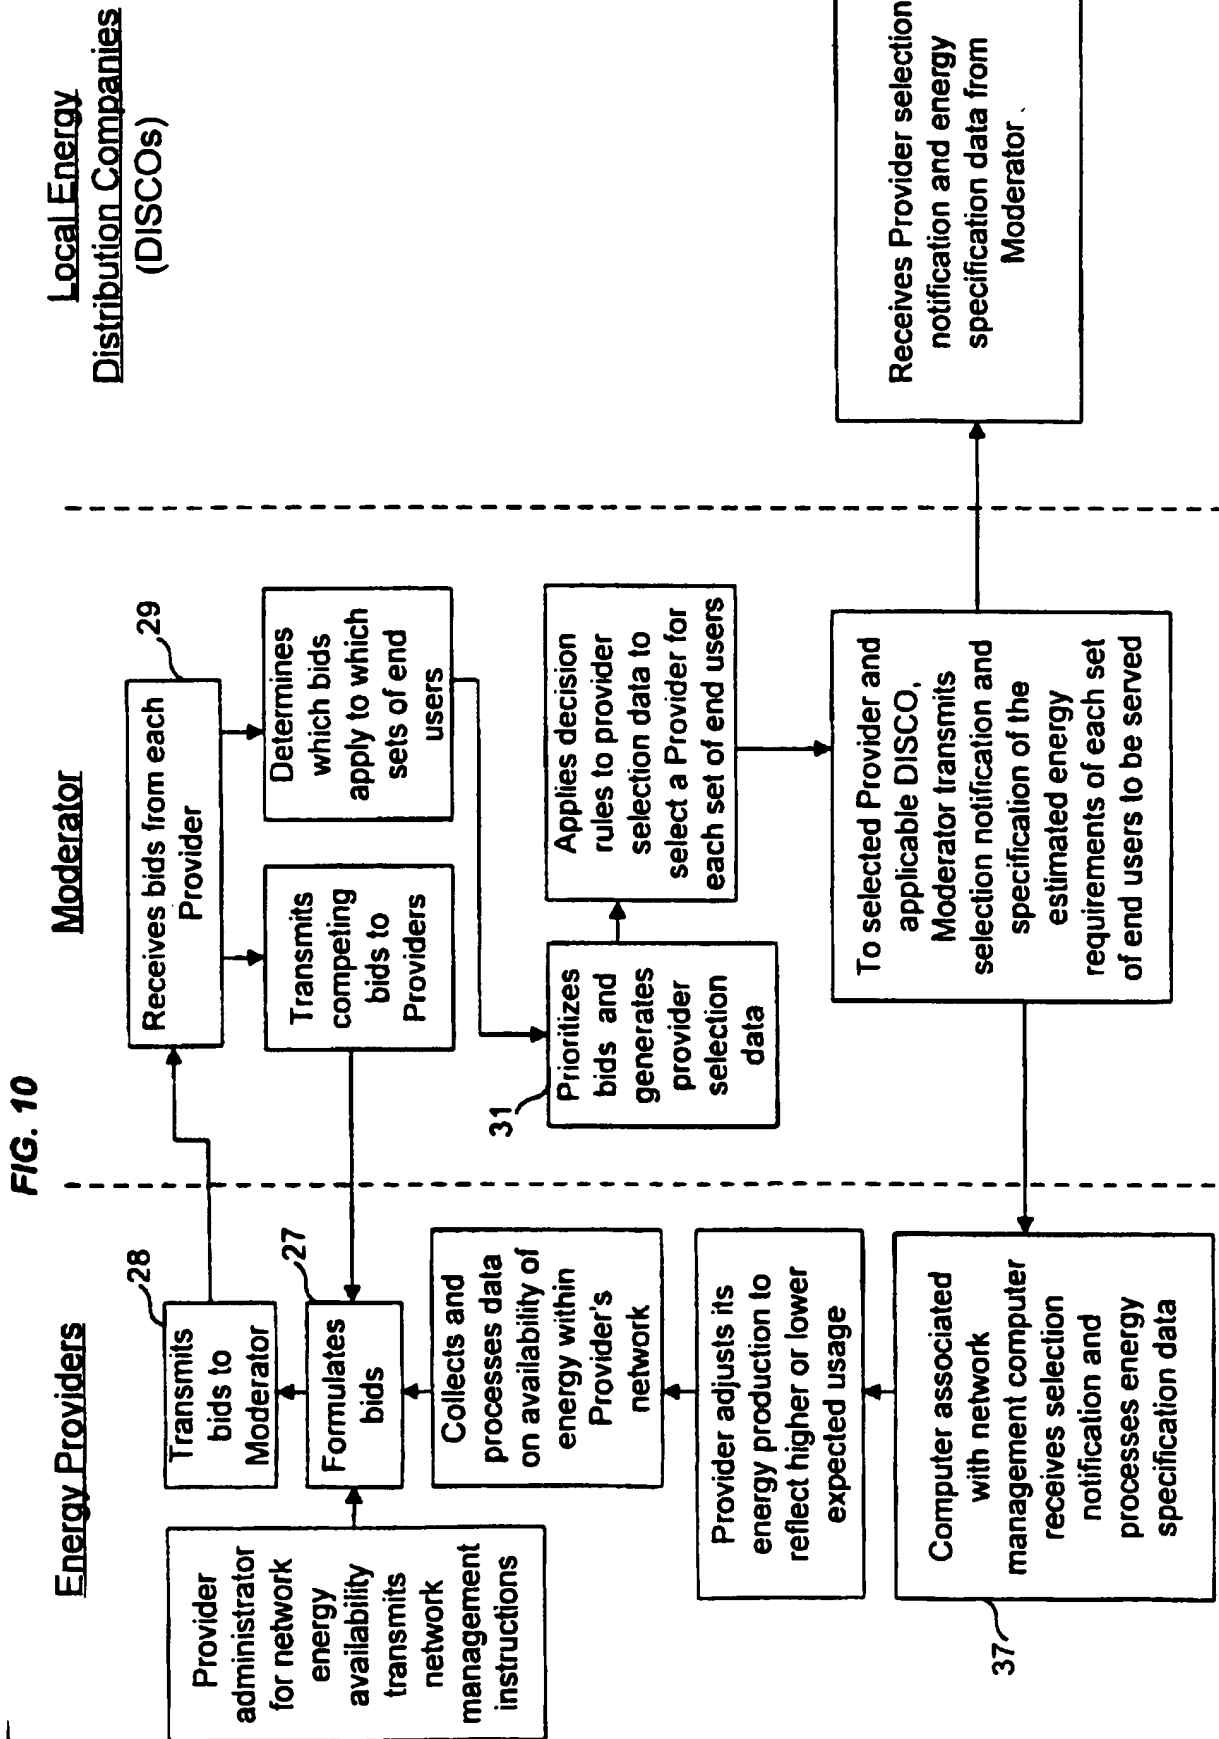 FIG. 10
Energy Providers
Moderator
Local Energy
Distribution Companies
(DISCOs)
Provider
administrator
for network
energy
availability
transmits
network
management
instructions
28
Transmits
bids to
Moderator
27
Formulates
bids
Collects and
processes data
on availability of
energy within
Provider's
network
Provider adjusts its
energy production to
reflect higher or lower
expected usage
Computer associated
with network
management computer
receives selection
notification and
processes energy
specification data
37
29
Receives bids from each
Provider
Transmits
competing
bids to
Providers
Determines
which bids
apply to which
sets of end
users
31
Prioritizes
bids and
generates
provider
selection
data
Applies decision
rules to provider
selection data to
select a Provider for
each set of end users
To selected Provider and
applicable DISCO,
Moderator transmits
selection notification and
specification of the
estimated energy
requirements of each set
of end users to be served
Receives Provider selection
notification and energy
specification data from
Moderator.